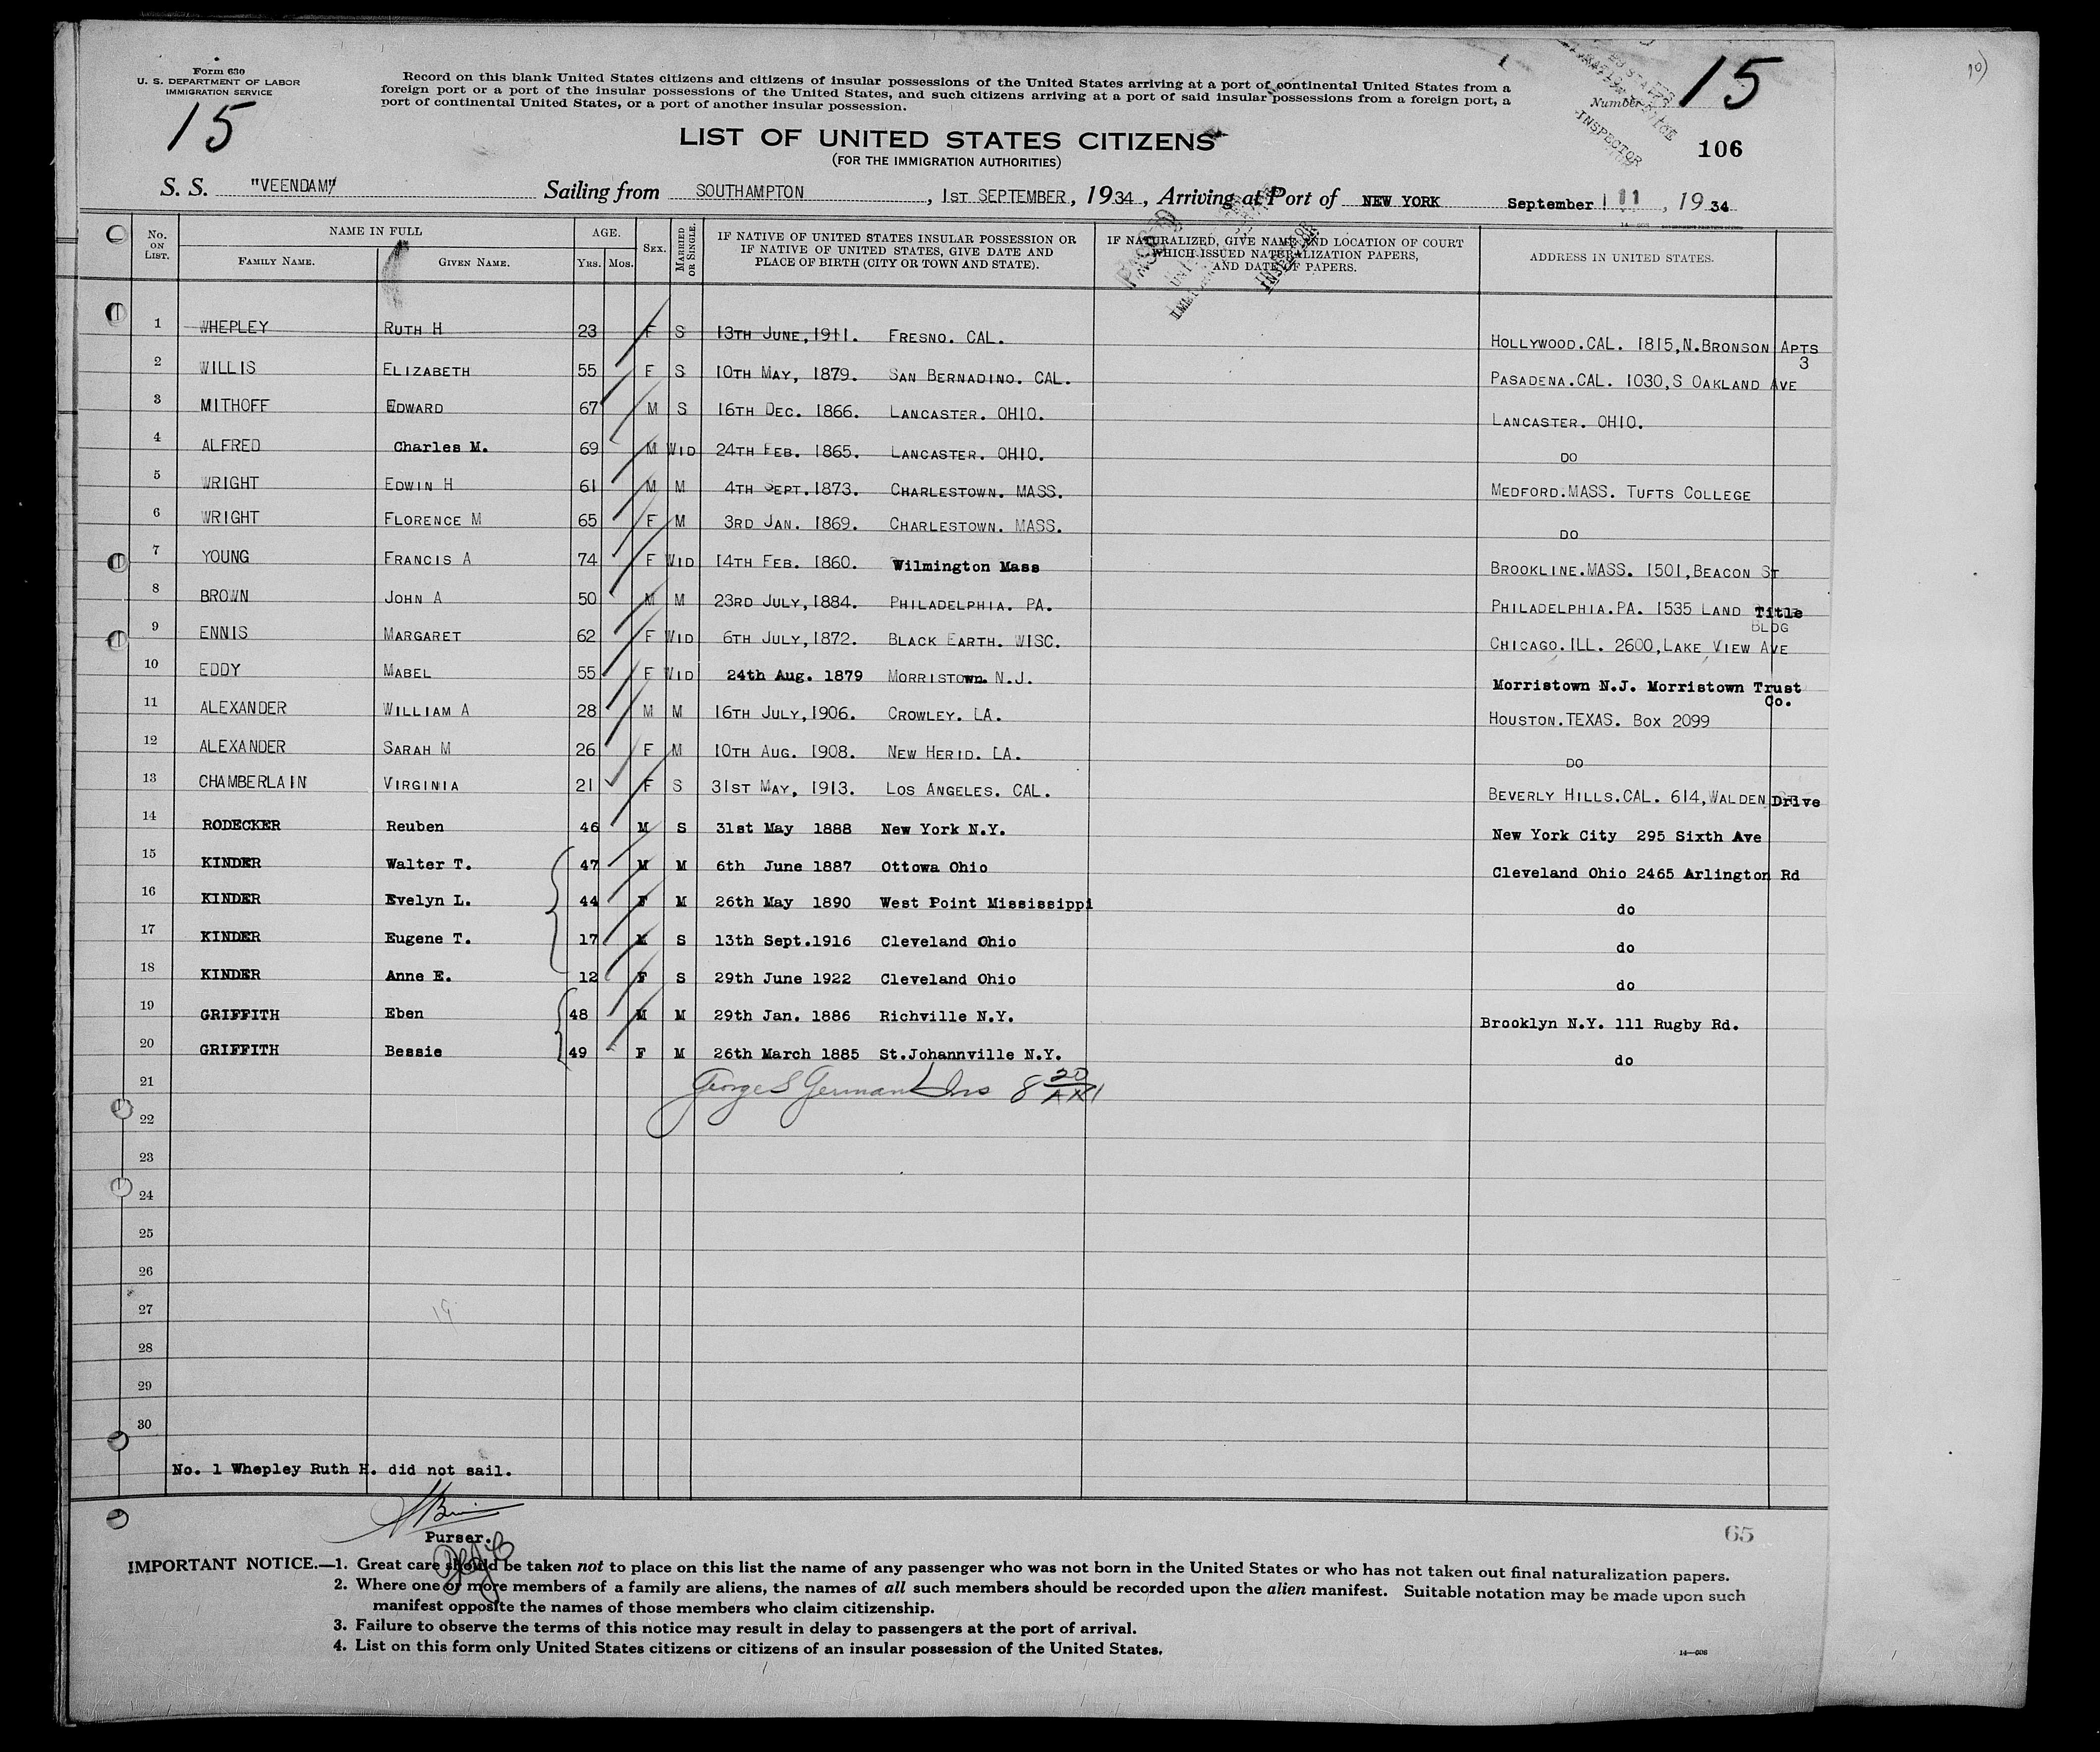 Form 630
U. S. DEPARTMENT OF LABOR
IMMIGRATION SERVICE
15
Record on this blank United States citizens and citizens of insular possessions of the United States arriving at a port of continental United States from a
foreign port or a port of the insular possessions of the United States, and such citizens arriving at a port of said insular possessions from a foreign port, a
port of continental United States, or a port of another insular possession.
Number 15
INSPECTOR
106
LIST OF UNITED STATES CITIZENS
(FOR THE IMMIGRATION AUTHORITIES)
S. S. "VEENDAM" Sailing from SOUTHAMPTON, 1ST SEPTEMBER, 1934, Arriving at Port of NEW YORK September 11, 1934
No. ON LIST. NAME IN FULL FAMILY NAME. GIVEN NAME. AGE. YRS. MOS. SEX. MARRIED OR SINGLE. IF NATIVE OF UNITED STATES INSULAR POSSESSION OR IF NATIVE OF UNITED STATES, GIVE DATE AND PLACE OF BIRTH (CITY OR TOWN AND STATE). IF NATURALIZED, GIVE NAME AND LOCATION OF COURT WHICH ISSUED NATURALIZATION PAPERS, AND DATE OF PAPERS. ADDRESS IN UNITED STATES.
PASSED
INSPECTOR
1 WHEPLEY RUTH H 23 F S 13TH JUNE, 1911. FRESNO. CAL. HOLLYWOOD.CAL. 1815,N.BRONSON APTS 3
2 WILLIS ELIZABETH 55 F S 10TH MAY, 1879. SAN BERNADINO. CAL. PASADENA.CAL. 1030,S OAKLAND AVE
3 MITHOFF EDWARD 67 M S 16TH DEC. 1866. LANCASTER. OHIO. LANCASTER. OHIO.
4 ALFRED Charles M. 69 M WID 24TH FEB. 1865. LANCASTER. OHIO. DO
5 WRIGHT EDWIN H 61 M M 4TH SEPT. 1873. CHARLESTOWN. MASS. MEDFORD.MASS. TUFTS COLLEGE
6 WRIGHT FLORENCE M 65 F M 3RD JAN. 1869. CHARLESTOWN. MASS. DO
7 YOUNG FRANCIS A 74 F WID 14TH FEB. 1860. Wilmington Mass BROOKLINE.MASS. 1501,BEACON ST
8 BROWN JOHN A 50 M M 23RD JULY, 1884. PHILADELPHIA. PA. PHILADELPHIA.PA. 1535 LAND Title BLDG
9 ENNIS MARGARET 62 F WID 6TH JULY, 1872. BLACK EARTH. WISC. CHICAGO.ILL. 2600,LAKE VIEW AVE
10 EDDY MABEL 55 F WID 24th Aug. 1879 MORRISTOwn. N.J. Morristown N.J. Morristown Trust Co.
11 ALEXANDER WILLIAM A 28 M M 16TH JULY, 1906. CROWLEY. LA. HOUSTON.TEXAS. BOX 2099
12 ALEXANDER SARAH M 26 F M 10TH AUG. 1908. NEW HERID. LA. DO
13 CHAMBERLAIN VIRGINIA 21 F S 31ST MAY, 1913. LOS ANGELES. CAL. BEVERLY HILLS.CAL. 614,WALDEN Drive
14 RODECKER Reuben 46 M S 31st May 1888 New York N.Y. New York City 295 Sixth Ave
15 KINDER Walter T. 47 M M 6th June 1887 Ottowa Ohio Cleveland Ohio 2465 Arlington Rd
16 KINDER Evelyn L. 44 F M 26th May 1890 West Point Mississippi do
17 KINDER Eugene T. 17 M S 13th Sept.1916 Cleveland Ohio do
18 KINDER Anne E. 12 F S 29th June 1922 Cleveland Ohio do
19 GRIFFITH Eben 48 M M 29th Jan. 1886 Richville N.Y. Brooklyn N.Y. 111 Rugby Rd.
20 GRIFFITH Bessie 49 F M 26th March 1885 St.Johannville N.Y. do
21 George S German Ins 8 20 AM
22
23
24
25
26
27 19
28
29
30
No. 1 Whepley Ruth H. did not sail.
Purser.
65
IMPORTANT NOTICE.—1. Great care should be taken not to place on this list the name of any passenger who was not born in the United States or who has not taken out final naturalization papers.
2. Where one or more members of a family are aliens, the names of all such members should be recorded upon the alien manifest. Suitable notation may be made upon such
manifest opposite the names of those members who claim citizenship.
3. Failure to observe the terms of this notice may result in delay to passengers at the port of arrival.
4. List on this form only United States citizens or citizens of an insular possession of the United States.
14—608